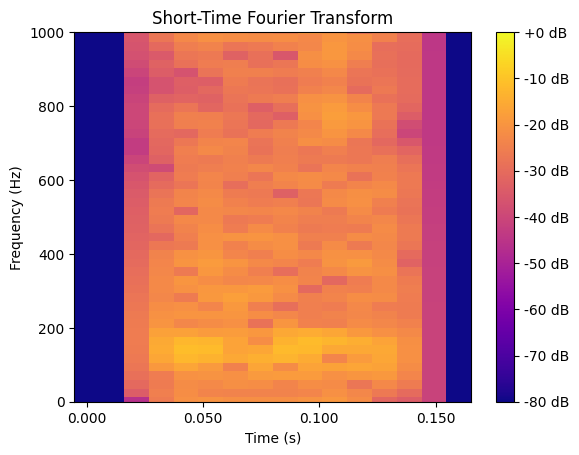 Short-Time Fourier Transform
1000
800
600
400
200
0
Frequency (Hz)
0.000
0.050
0.100
0.150
Time (s)
+0 dB
-10 dB
-20 dB
-30 dB
-40 dB
-50 dB
-60 dB
-70 dB
-80 dB